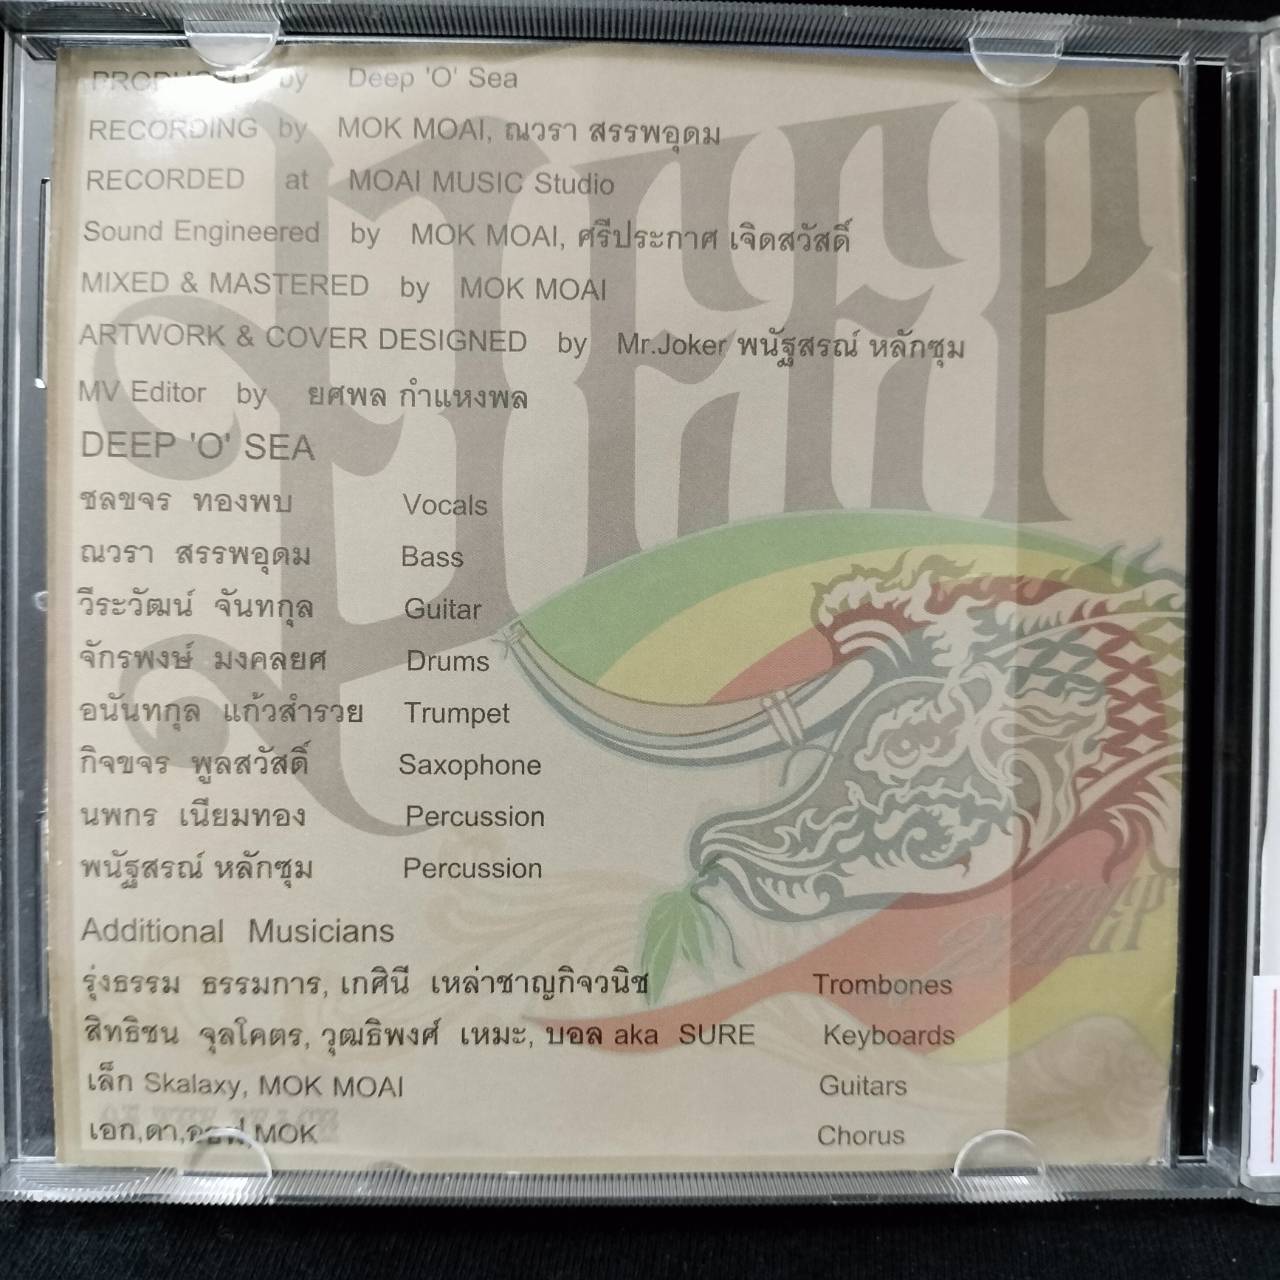 PRODUCED by Deep 'O' Sea
RECORDING by MOK MOAI, ณวรา สรรพอุดม
RECORDED at MOAI MUSIC Studio
Sound Engineered by MOK MOAI, ศรีประกาศ เจิดสวัสดิ์
MIXED & MASTERED by MOK MOAI
ARTWORK & COVER DESIGNED by Mr.Joker พนัฐสรณ์ หลักซุม
MV Editor by ยศพล กำแหงพล
DEEP 'O' SEA
ชลขจร ทองพบ Vocals
ณวรา สรรพอุดม Bass
วีระวัฒน์ จันทกุล Guitar
จักรพงษ์ มงคลยศ Drums
อนันทกุล แก้วสำรวย Trumpet
กิจขจร พูลสวัสดิ์ Saxophone
นพกร เนียมทอง Percussion
พนัฐสรณ์ หลักซุม Percussion
Additional Musicians
รุ่งธรรม ธรรมการ, เกศินี เหล่าชาญกิจวนิช Trombones
สิทธิชน จุลโคตร, วุฒธิพงศ์ เหมะ, บอล aka SURE Keyboards
เล็ก Skalaxy, MOK MOAI Guitars
เอก,ดา,ออฟ,MOK Chorus